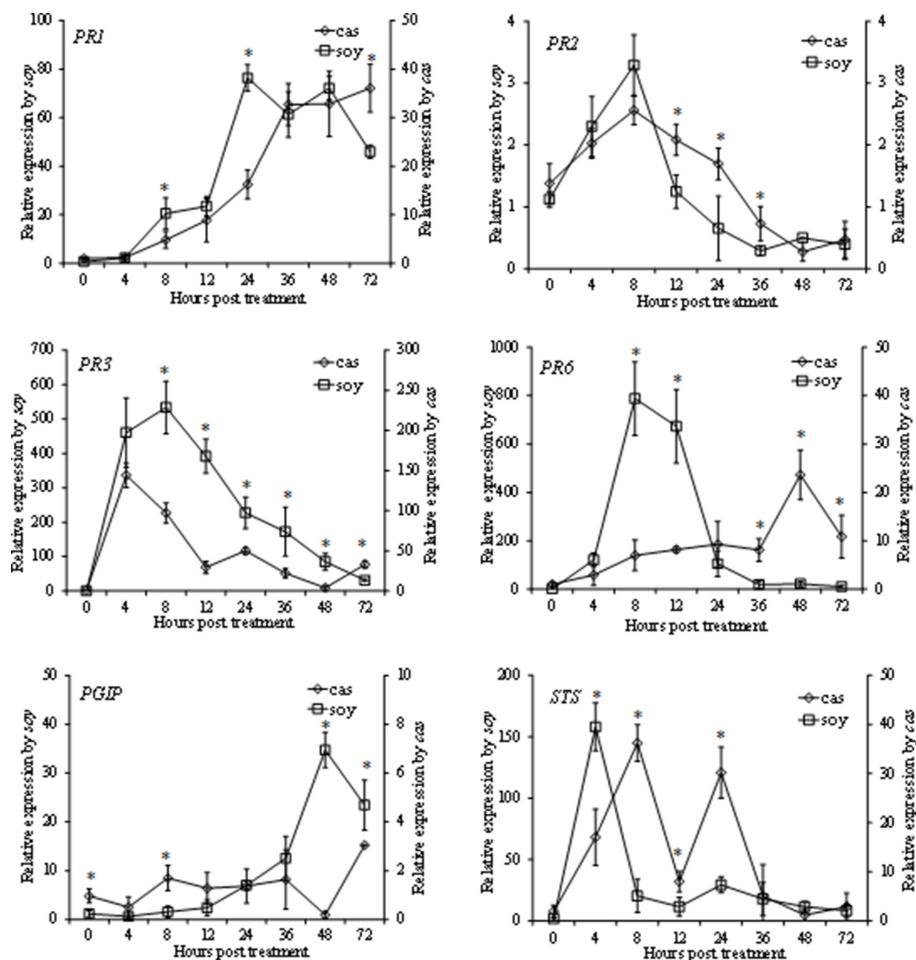 PR1
cas
soy
Relative expression by soy
100
80
60
40
20
0
50
40
30
20
10
0
Relative expression by cas
* * *
0 4 8 12 24 36 48 72
Hours post treatment
PR2
cas
soy
Relative expression by soy
4
3
2
1
0
4
3
2
1
0
Relative expression by cas
* * *
0 4 8 12 24 36 48 72
Hours post treatment
PR3
cas
soy
Relative expression by soy
700
600
500
400
300
200
100
0
300
250
200
150
100
50
0
Relative expression by cas
* * * * * *
0 4 8 12 24 36 48 72
Hours post treatment
PR6
cas
soy
Relative expression by soy
1000
800
600
400
200
0
50
40
30
20
10
0
Relative expression by cas
* * * * *
0 4 8 12 24 36 48 72
Hours post treatment
PGIP
cas
soy
Relative expression by soy
50
40
30
20
10
0
10
8
6
4
2
0
Relative expression by cas
* * * *
0 4 8 12 24 36 48 72
Hours post treatment
STS
cas
soy
Relative expression by soy
200
150
100
50
0
50
40
30
20
10
0
Relative expression by cas
* * * *
0 4 8 12 24 36 48 72
Hours post treatment